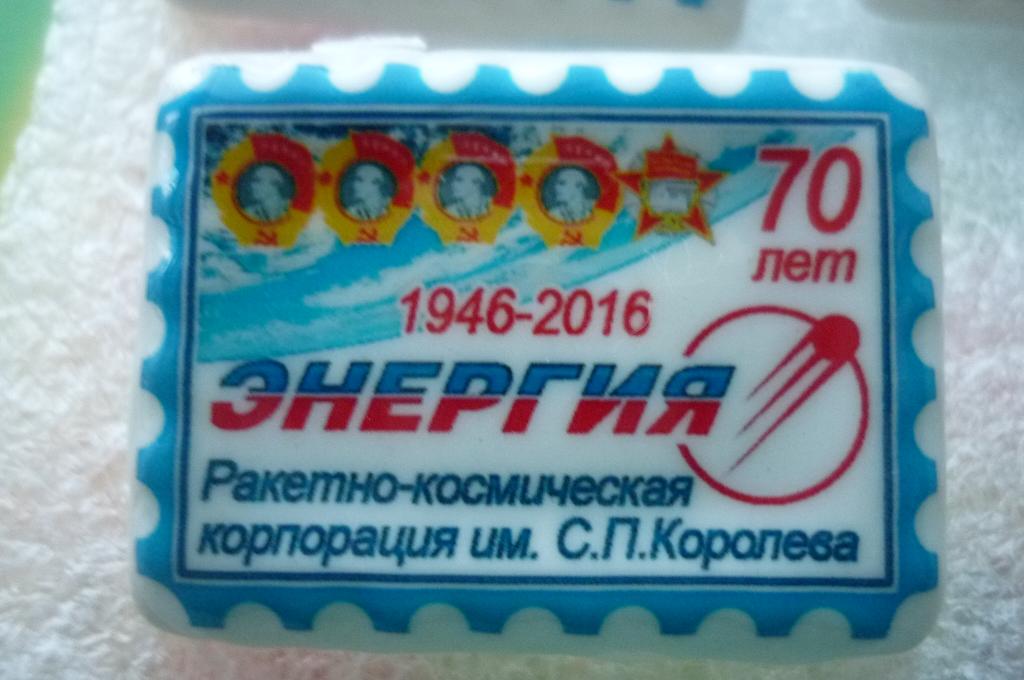 70
лет
1946-2016
ЭНЕРГИЯ
Ракетно-космическая
корпорация им. С.П.Королева